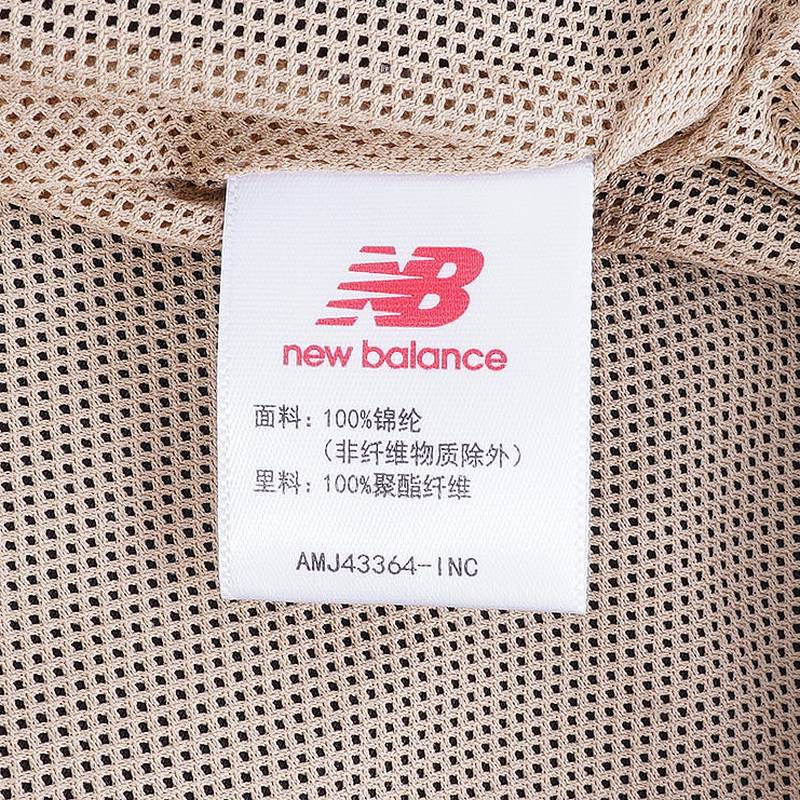 NB
new balance
面料：100%锦纶
（非纤维物质除外）
里料：100%聚酯纤维
AMJ43364-INC